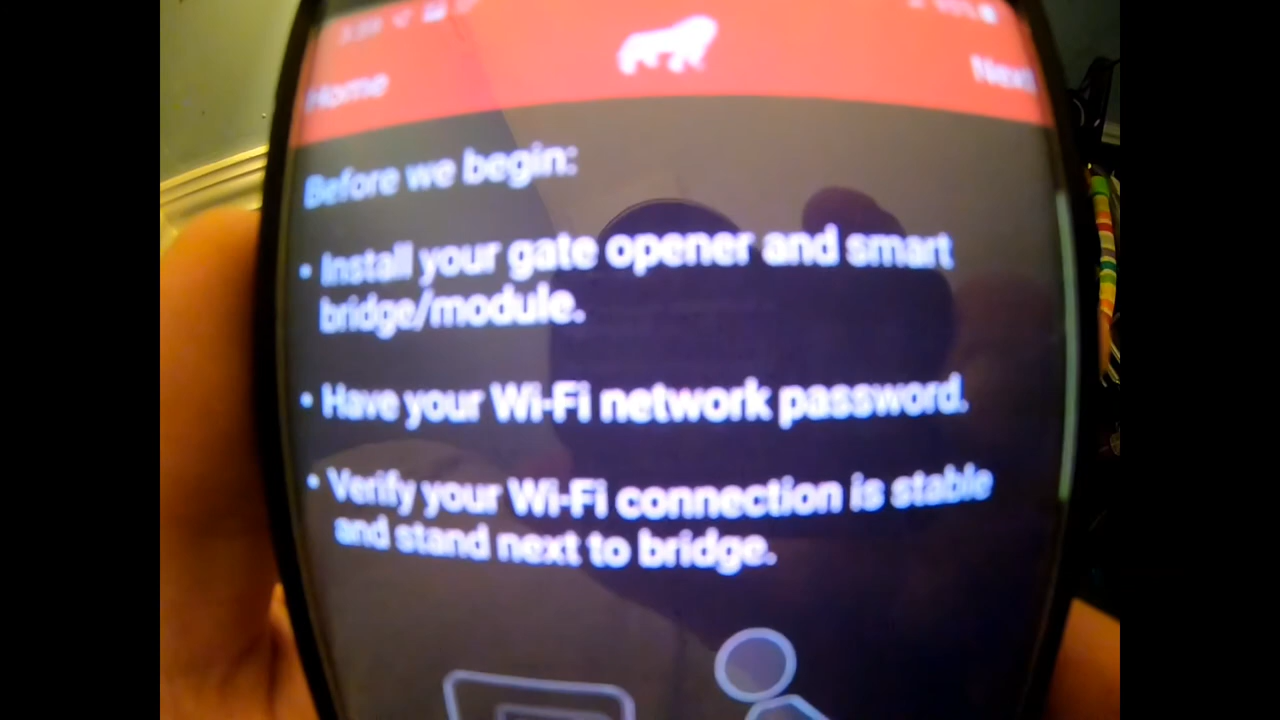 Home
Next
Before we begin:
• Install your gate opener and smart
bridge/module.
• Have your Wi-Fi network password.
• Verify your Wi-Fi connection is stable
and stand next to bridge.